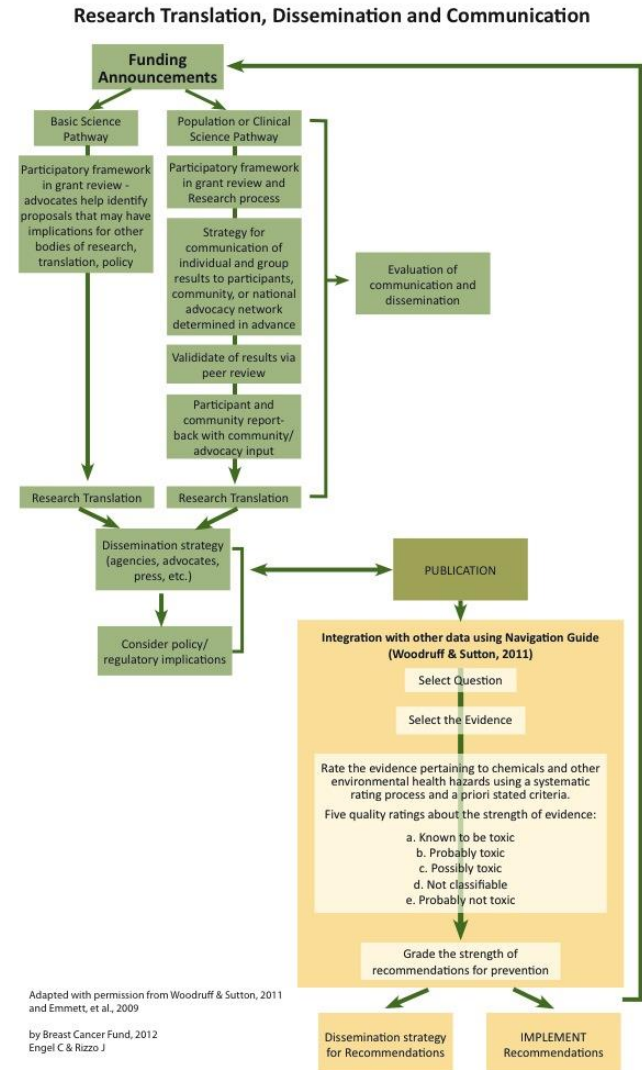 Research Translation, Dissemination and Communication
Funding
Announcements
Basic Science
Pathway
Population or Clinical
Science Pathway
Participatory framework
in grant review -
advocates help identify
proposals that may have
implications for other
bodies of research,
translation, policy
Participatory framework
in grant review and
Research process
Strategy for
communication of
individual and group
results to participants,
community, or national
advocacy network
determined in advance
Evaluation of
communication and
dissemination
Valididate of results via
peer review
Participant and
community report-
back with community/
advocacy input
Research Translation
Research Translation
Dissemination strategy
(agencies, advocates,
press, etc.)
Consider policy/
regulatory implications
PUBLICATION
Integration with other data using Navigation Guide
(Woodruff & Sutton, 2011)
Select Question
Select the Evidence
Rate the evidence pertaining to chemicals and other
environmental health hazards using a systematic
rating process and a priori stated criteria.
Five quality ratings about the strength of evidence:
a. Known to be toxic
b. Probably toxic
c. Possibly toxic
d. Not classifiable
e. Probably not toxic
Grade the strength of
recommendations for prevention
Dissemination strategy
for Recommendations
IMPLEMENT
Recommendations
Adapted with permission from Woodruff & Sutton, 2011
and Emmett, et al., 2009
by Breast Cancer Fund, 2012
Engel C & Rizzo J